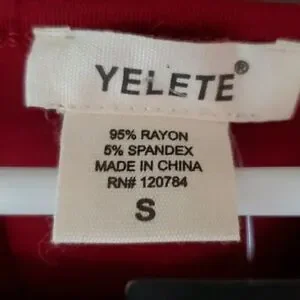 YELETE®
95% RAYON
5% SPANDEX
MADE IN CHINA
RN# 120784
S